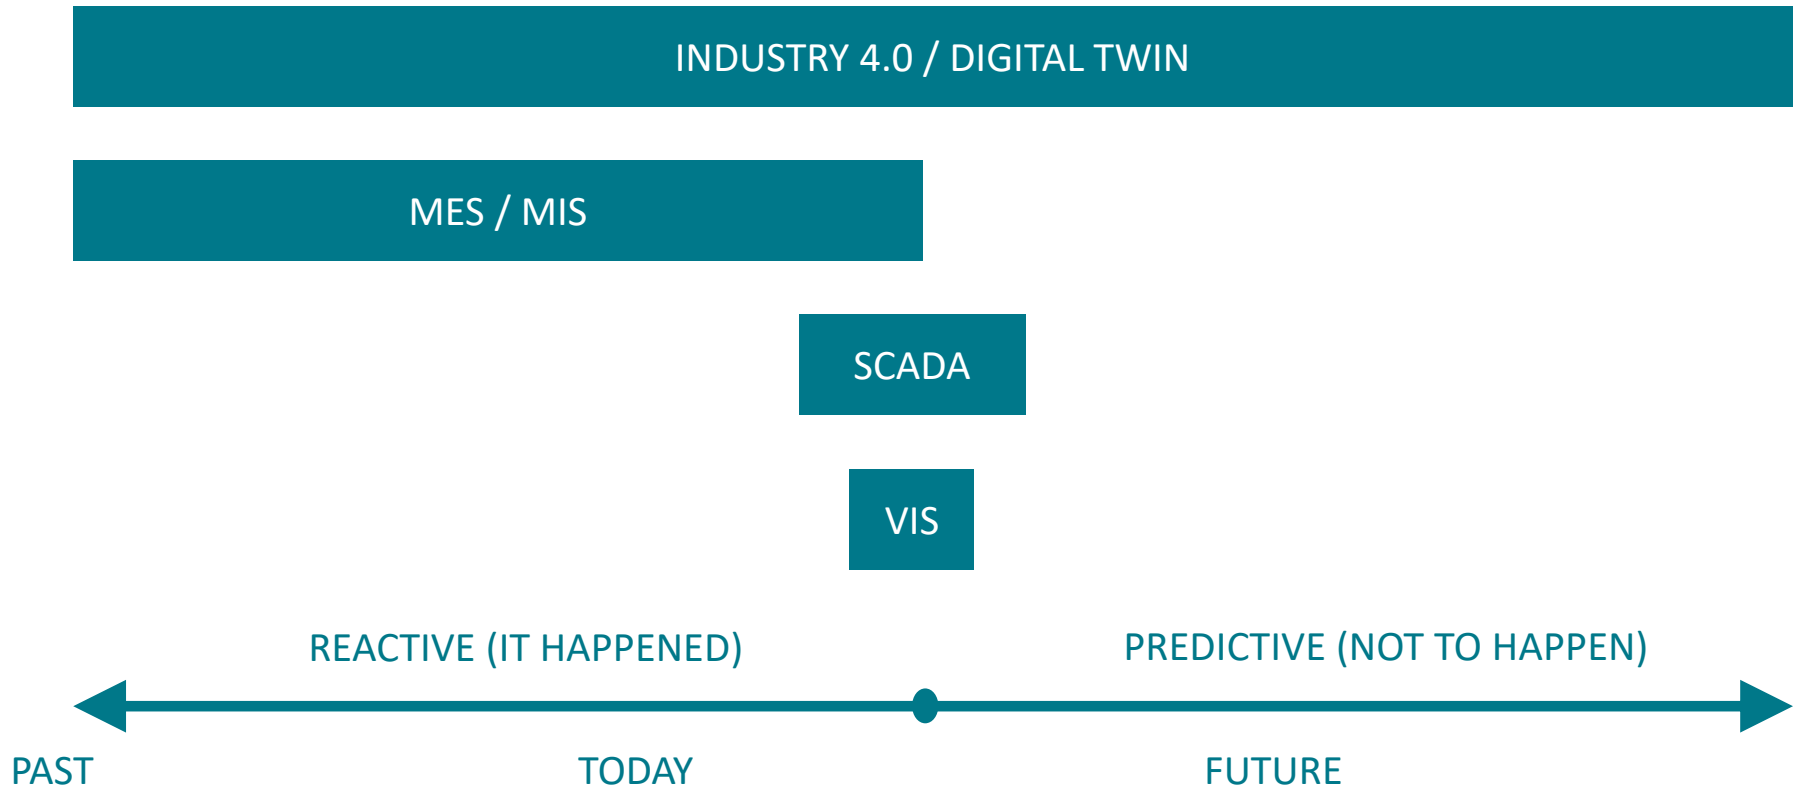 INDUSTRY 4.0 / DIGITAL TWIN
MES / MIS
SCADA
VIS
REACTIVE (IT HAPPENED)
PREDICTIVE (NOT TO HAPPEN)
PAST
TODAY
FUTURE